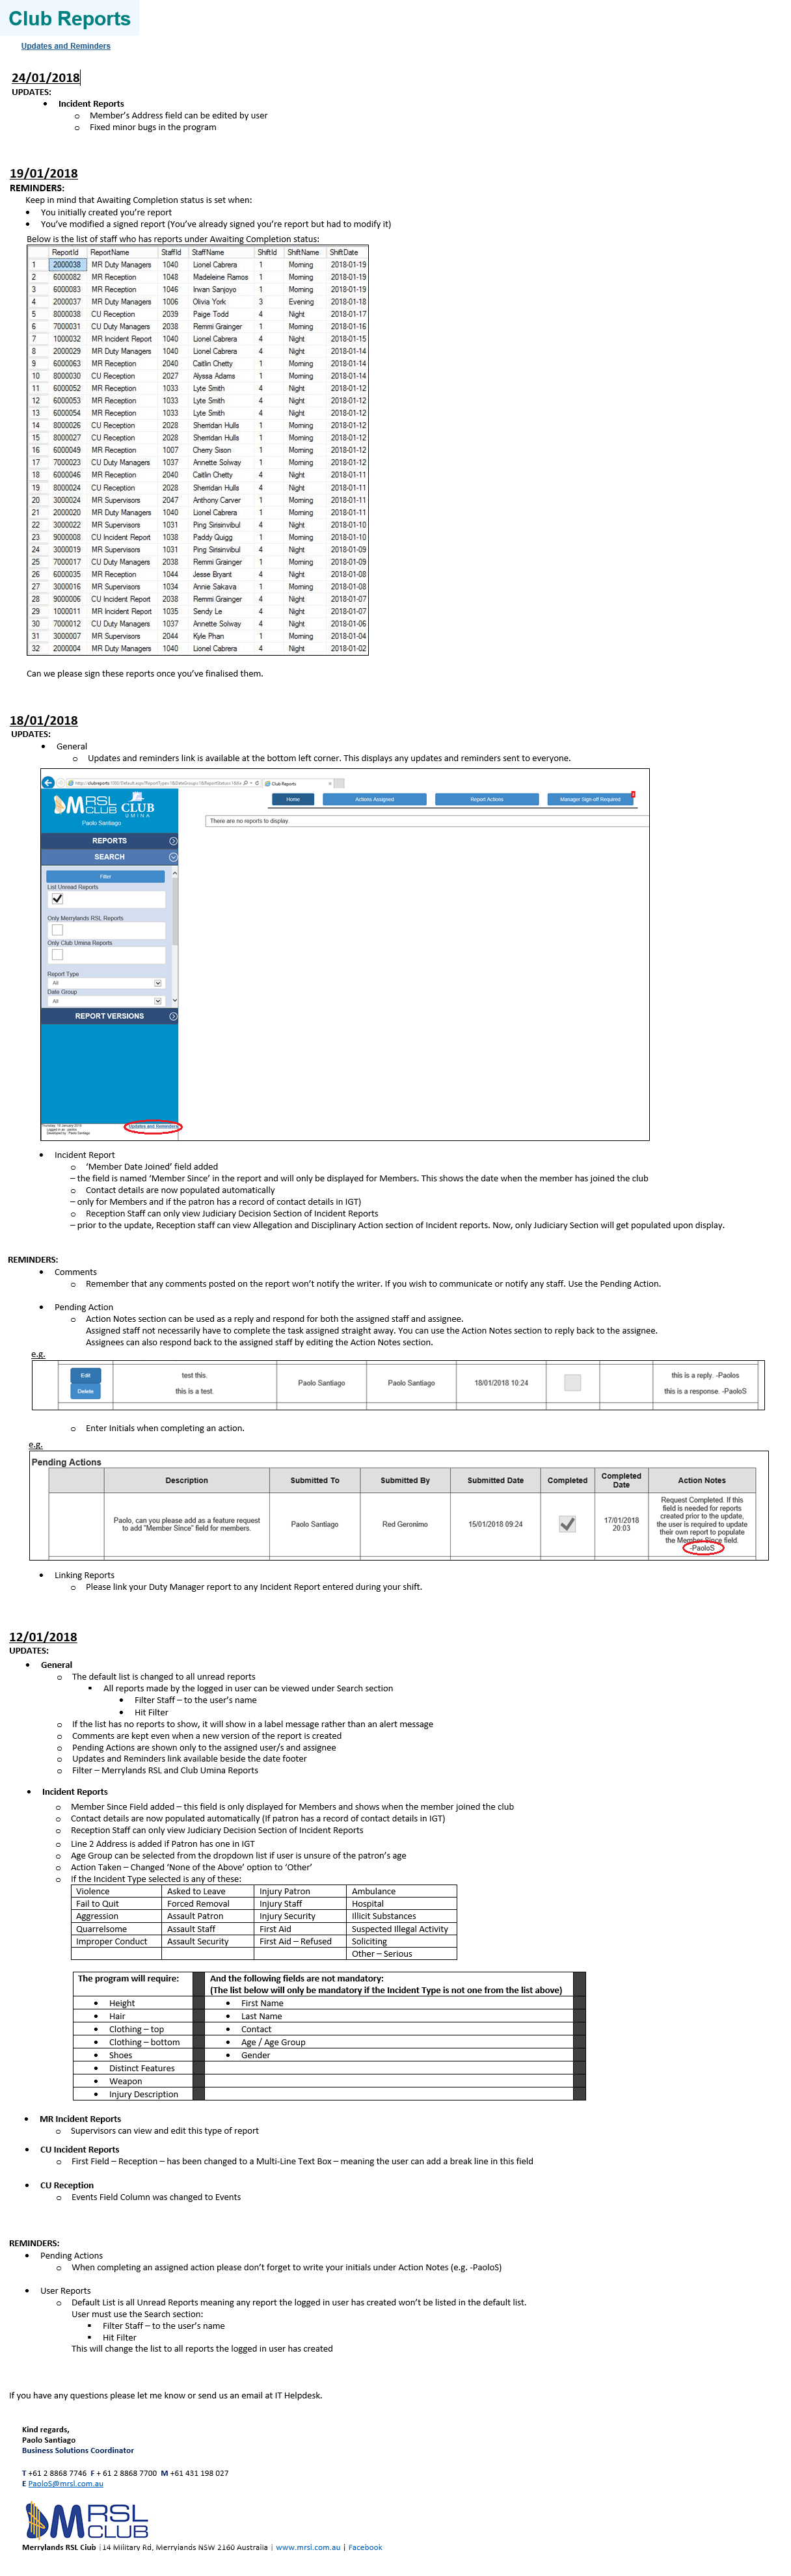 Club Reports
Updates and Reminders
24/01/2018
UPDATES:
• Incident Reports
o Member's Address field can be edited by user
o Fixed minor bugs in the program
19/01/2018
REMINDERS:
Keep in mind that Awaiting Completion status is set when:
• You initially created you're report
• You've modified a signed report (You've already signed you're report but had to modify it)
Below is the list of staff who has reports under Awaiting Completion status:
ReportId ReportName StaffId StaffName ShiftId ShiftName ShiftDate
1 2000038 MR Duty Managers 1040 Lionel Cabrera 1 Morning 2018-01-19
2 6000082 MR Reception 1048 Madeleine Ramos 1 Morning 2018-01-19
3 6000083 MR Reception 1046 Irwan Sanjoyo 1 Morning 2018-01-19
4 2000037 MR Duty Managers 1006 Olivia York 3 Evening 2018-01-18
5 8000038 CU Reception 2039 Paige Todd 4 Night 2018-01-17
6 7000031 CU Duty Managers 2038 Remmi Grainger 1 Morning 2018-01-16
7 1000032 MR Incident Report 1040 Lionel Cabrera 4 Night 2018-01-15
8 2000029 MR Duty Managers 1040 Lionel Cabrera 4 Night 2018-01-14
9 6000063 MR Reception 2040 Caitlin Chetty 1 Morning 2018-01-14
10 8000030 CU Reception 2027 Alyssa Adams 1 Morning 2018-01-14
11 6000052 MR Reception 1033 Lyte Smith 4 Night 2018-01-12
12 6000053 MR Reception 1033 Lyte Smith 4 Night 2018-01-12
13 6000054 MR Reception 1033 Lyte Smith 4 Night 2018-01-12
14 8000026 CU Reception 2028 Sherridan Hulls 1 Morning 2018-01-12
15 8000027 CU Reception 2028 Sherridan Hulls 1 Morning 2018-01-12
16 6000049 MR Reception 1007 Cherry Sison 1 Morning 2018-01-12
17 7000023 CU Duty Managers 1037 Annette Solway 1 Morning 2018-01-12
18 6000046 MR Reception 2040 Caitlin Chetty 4 Night 2018-01-11
19 8000024 CU Reception 2028 Sherridan Hulls 4 Night 2018-01-11
20 3000024 MR Supervisors 2047 Anthony Carver 1 Morning 2018-01-11
21 2000020 MR Duty Managers 1040 Lionel Cabrera 1 Morning 2018-01-11
22 3000022 MR Supervisors 1031 Ping Sirisinvibul 4 Night 2018-01-10
23 9000008 CU Incident Report 1038 Paddy Quigg 1 Morning 2018-01-10
24 3000019 MR Supervisors 1031 Ping Sirisinvibul 4 Night 2018-01-09
25 7000017 CU Duty Managers 2038 Remmi Grainger 1 Morning 2018-01-09
26 6000035 MR Reception 1044 Jesse Bryant 4 Night 2018-01-08
27 3000016 MR Supervisors 1034 Annie Sakava 1 Morning 2018-01-08
28 9000006 CU Incident Report 2038 Remmi Grainger 4 Night 2018-01-07
29 1000011 MR Incident Report 1035 Sendy Le 4 Night 2018-01-07
30 7000012 CU Duty Managers 1037 Annette Solway 4 Night 2018-01-06
31 3000007 MR Supervisors 2044 Kyle Phan 1 Morning 2018-01-04
32 2000004 MR Duty Managers 1040 Lionel Cabrera 4 Night 2018-01-02
Can we please sign these reports once you've finalised them.
18/01/2018
UPDATES:
• General
o Updates and reminders link is available at the bottom left corner. This displays any updates and reminders sent to everyone.
Club Reports
MRSL CLUB CLUB UMINA
Paolo Santiago
Home Actions Assigned Report Actions Manager Sign-off Required
There are no reports to display.
REPORTS
SEARCH
Filter
List Unread Reports
Only Merrylands RSL Reports
Only Club Umina Reports
Report Type
All
Date Group
All
REPORT VERSIONS
Thursday, 18 January 2018
Updates and Reminders
• Incident Report
o 'Member Date Joined' field added
– the field is named 'Member Since' in the report and will only be displayed for Members. This shows the date when the member has joined the club
o Contact details are now populated automatically
– only for Members and if the patron has a record of contact details in IGT)
o Reception Staff can only view Judiciary Decision Section of Incident Reports
– prior to the update, Reception staff can view Allegation and Disciplinary Action section of Incident reports. Now, only Judiciary Section will get populated upon display.
REMINDERS:
• Comments
o Remember that any comments posted on the report won't notify the writer. If you wish to communicate or notify any staff. Use the Pending Action.
• Pending Action
o Action Notes section can be used as a reply and respond for both the assigned staff and assignee.
Assigned staff not necessarily have to complete the task assigned straight away. You can use the Action Notes section to reply back to the assignee.
Assignees can also respond back to the assigned staff by editing the Action Notes section.
e.g.
Edit Delete
test this.
this is a test.
Paolo Santiago Paolo Santiago 18/01/2018 10:24
this is a reply. -Paolos
this is a response. -PaoloS
o Enter Initials when completing an action.
e.g.
Pending Actions
Description Submitted To Submitted By Submitted Date Completed Completed Date Action Notes
Paolo, can you please add as a feature request
to add "Member Since" field for members.
Paolo Santiago Red Geronimo 15/01/2018 09:24
17/01/2018
20:03
Request Completed. If this
field is needed for reports
created prior to the update,
the user is required to update
their own report to populate
the Member Since field.
-PaoloS
• Linking Reports
o Please link your Duty Manager report to any Incident Report entered during your shift.
12/01/2018
UPDATES:
• General
o The default list is changed to all unread reports
▪ All reports made by the logged in user can be viewed under Search section
• Filter Staff – to the user's name
• Hit Filter
o If the list has no reports to show, it will show in a label message rather than an alert message
o Comments are kept even when a new version of the report is created
o Pending Actions are shown only to the assigned user/s and assignee
o Updates and Reminders link available beside the date footer
o Filter – Merrylands RSL and Club Umina Reports
• Incident Reports
o Member Since Field added – this field is only displayed for Members and shows when the member joined the club
o Contact details are now populated automatically (If patron has a record of contact details in IGT)
o Reception Staff can only view Judiciary Decision Section of Incident Reports
o Line 2 Address is added if Patron has one in IGT
o Age Group can be selected from the dropdown list if user is unsure of the patron's age
o Action Taken – Changed 'None of the Above' option to 'Other'
o If the Incident Type selected is any of these:
Violence Asked to Leave Injury Patron Ambulance
Fail to Quit Forced Removal Injury Staff Hospital
Aggression Assault Patron Injury Security Illicit Substances
Quarrelsome Assault Staff First Aid Suspected Illegal Activity
Improper Conduct Assault Security First Aid – Refused Soliciting
Other – Serious
The program will require: And the following fields are not mandatory:
(The list below will only be mandatory if the Incident Type is not one from the list above)
• Height • First Name
• Hair • Last Name
• Clothing – top • Contact
• Clothing – bottom • Age / Age Group
• Shoes • Gender
• Distinct Features
• Weapon
• Injury Description
• MR Incident Reports
o Supervisors can view and edit this type of report
• CU Incident Reports
o First Field – Reception – has been changed to a Multi-Line Text Box – meaning the user can add a break line in this field
• CU Reception
o Events Field Column was changed to Events
REMINDERS:
• Pending Actions
o When completing an assigned action please don't forget to write your initials under Action Notes (e.g. -PaoloS)
• User Reports
o Default List is all Unread Reports meaning any report the logged in user has created won't be listed in the default list.
User must use the Search section:
▪ Filter Staff – to the user's name
▪ Hit Filter
This will change the list to all reports the logged in user has created
If you have any questions please let me know or send us an email at IT Helpdesk.
Kind regards,
Paolo Santiago
Business Solutions Coordinator
T +61 2 8868 7746 F + 61 2 8868 7700 M +61 431 198 027
E PaoloS@mrsl.com.au
MRSL CLUB
Merrylands RSL Club | 14 Military Rd, Merrylands NSW 2160 Australia | www.mrsl.com.au | Facebook